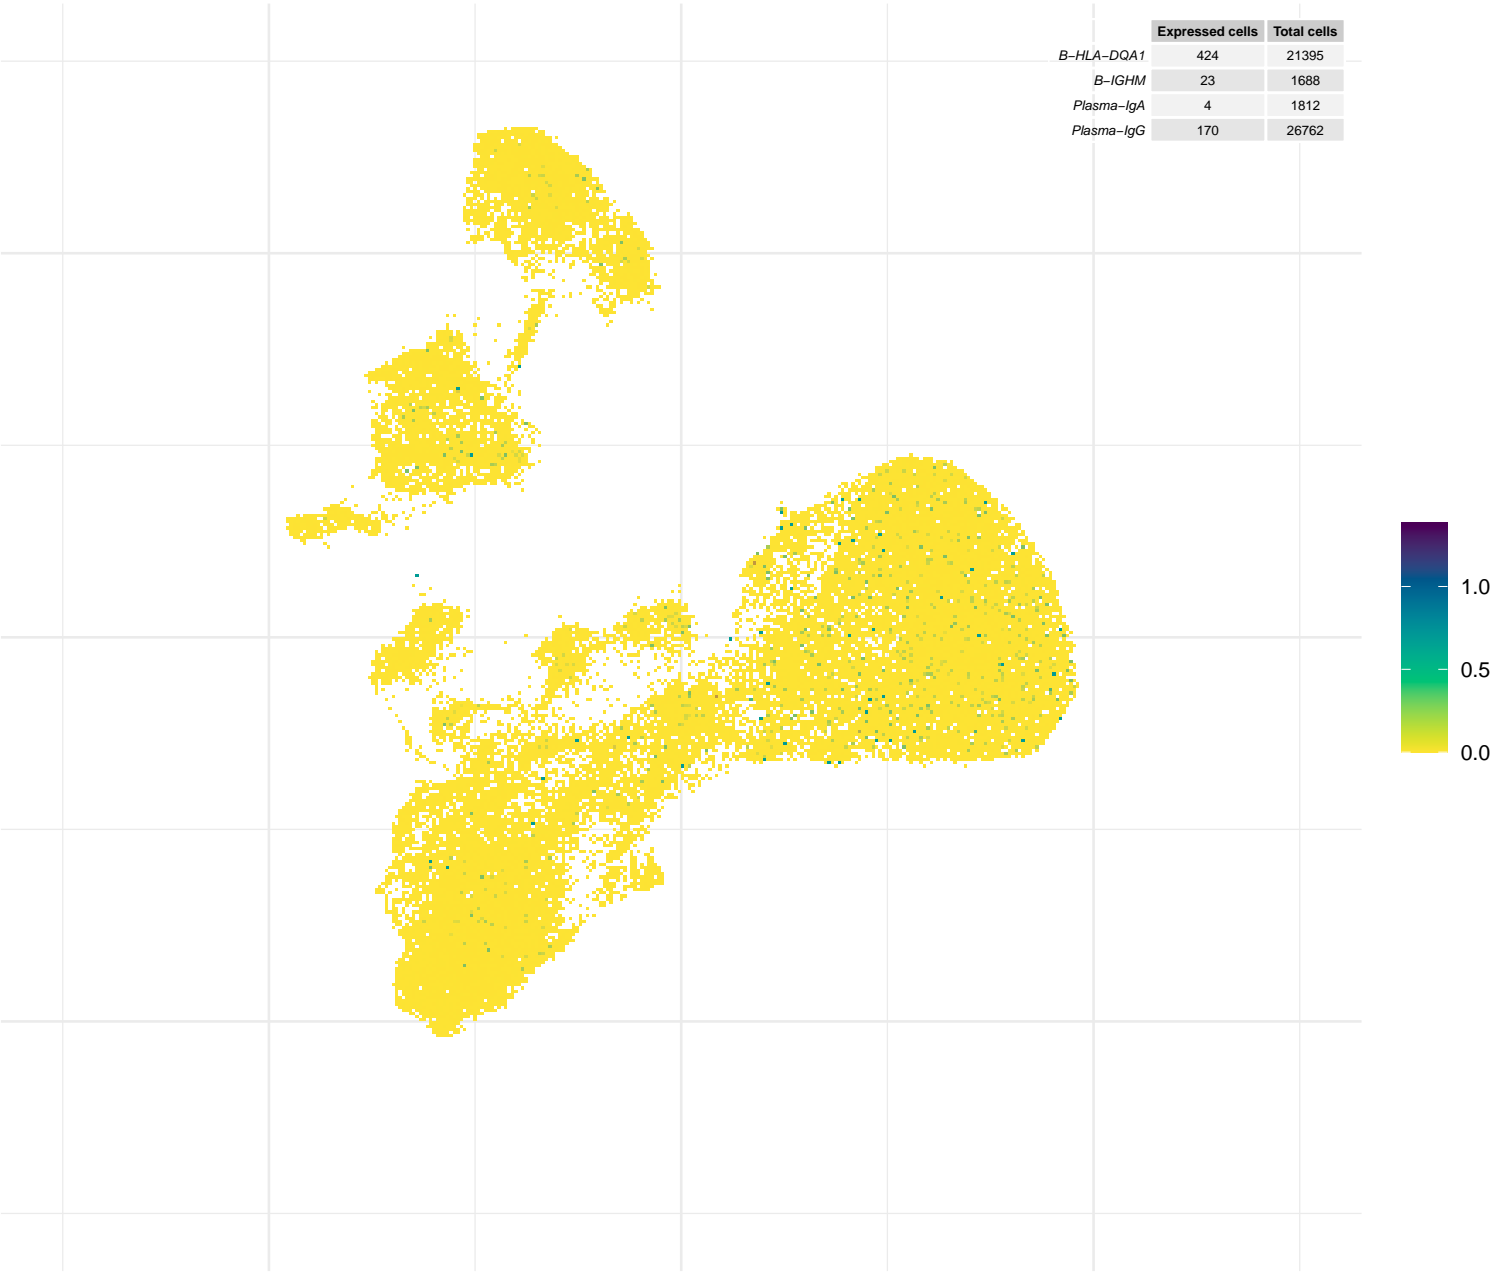 Expressed cells Total cells
B−HLA−DQA1 424 21395
B−IGHM 23 1688
Plasma−IgA 4 1812
Plasma−IgG 170 26762
1.0
0.5
0.0